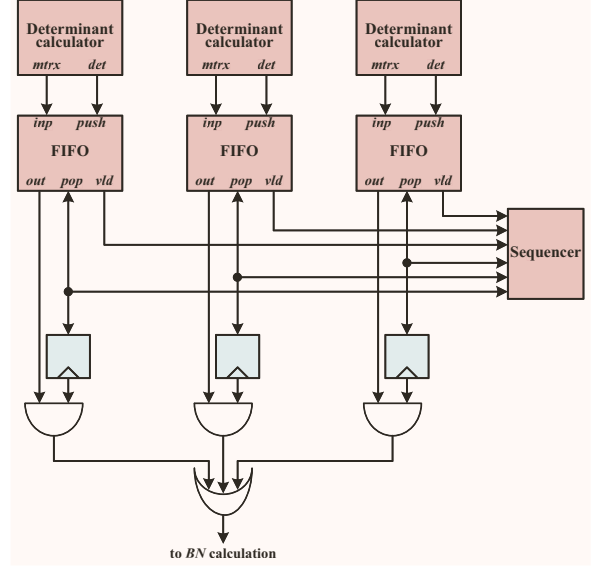 Determinant calculator
Determinant calculator
Determinant calculator
mtrx det
mtrx det
mtrx det
inp push
inp push
inp push
FIFO
FIFO
FIFO
out pop vld
out pop vld
out pop vld
Sequencer
to BN calculation